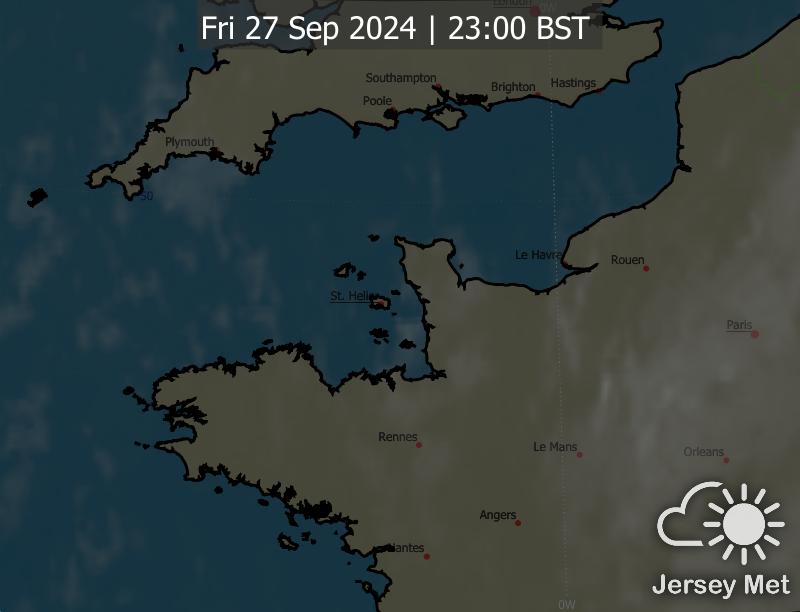 London
0W
Fri 27 Sep 2024 | 23:00 BST
Southampton
Brighton
Hastings
Poole
Plymouth
50
Le Havre
Rouen
St. Helier
Paris
Rennes
Le Mans
Orleans
Angers
Nantes
Jersey Met
0W